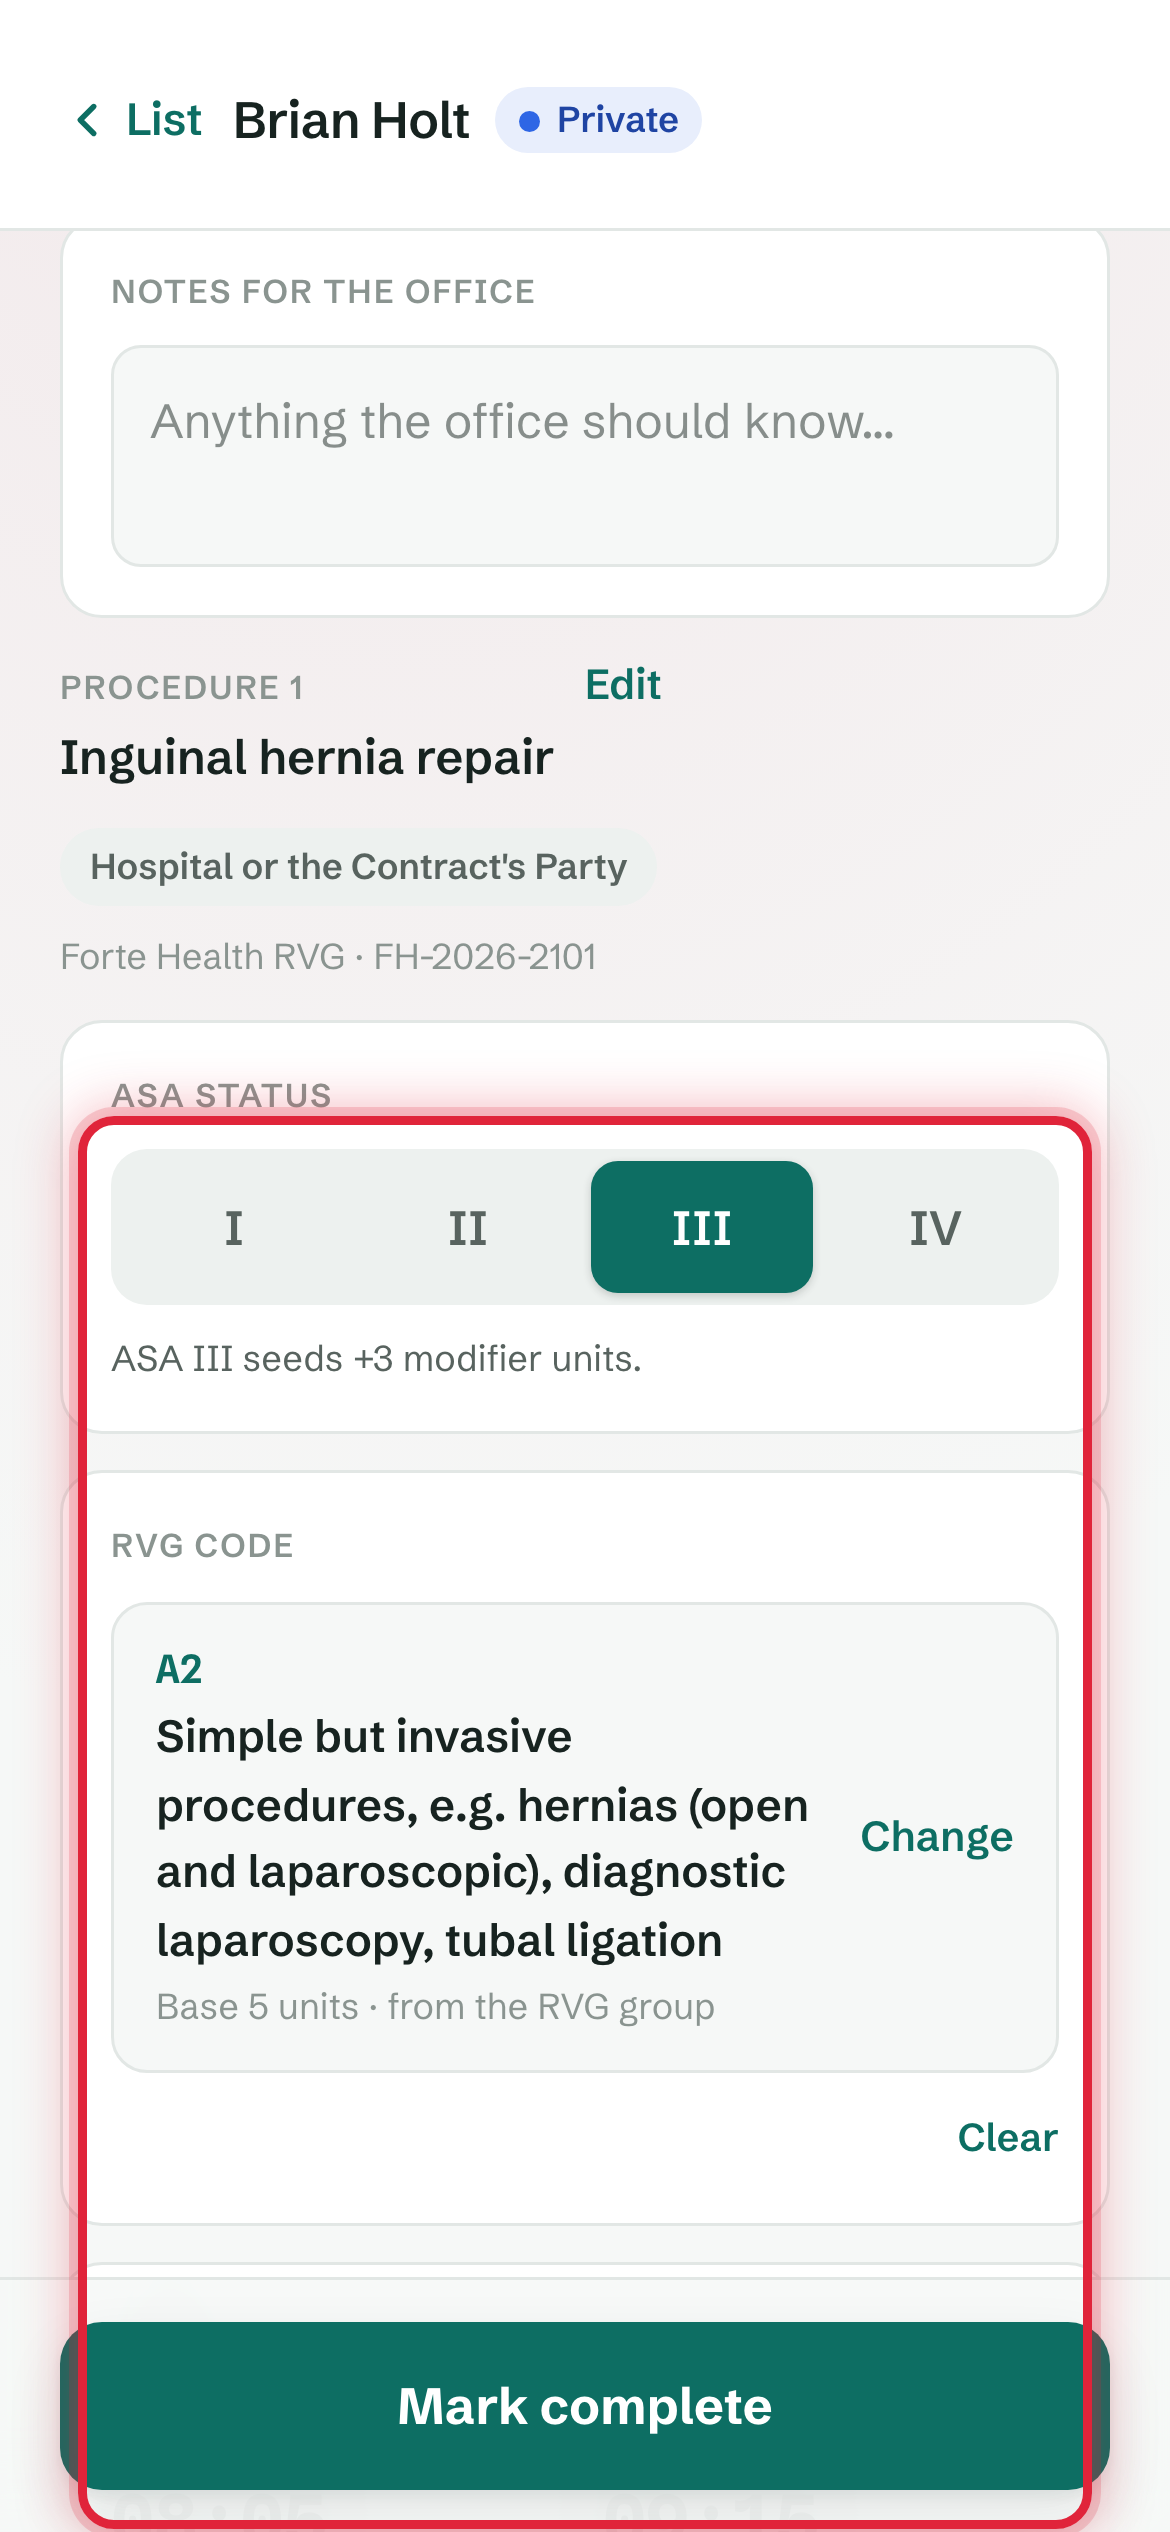 List Brian Holt Private
NOTES FOR THE OFFICE
Anything the office should know...
PROCEDURE 1 Edit
Inguinal hernia repair
Hospital or the Contract's Party
Forte Health RVG · FH-2026-2101
ASA STATUS
I II III IV
ASA III seeds +3 modifier units.
RVG CODE
A2
Simple but invasive
procedures, e.g. hernias (open
and laparoscopic), diagnostic
laparoscopy, tubal ligation
Change
Base 5 units · from the RVG group
Clear
Mark complete